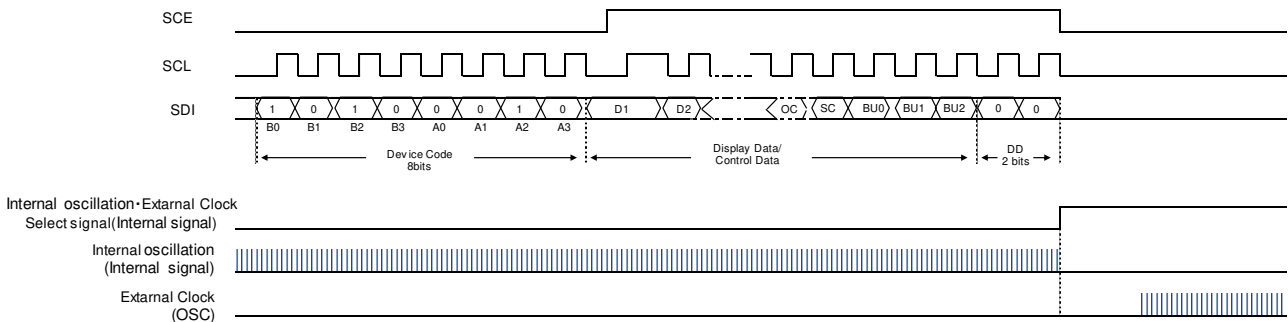 SCE
SCL
SDI
1 0 1 0 0 0 1 0 D1 D2 OC SC BU0 BU1 BU2 0 0
B0 B1 B2 B3 A0 A1 A2 A3
Device Code
8bits
Display Data/
Control Data
DD
2 bits
Internal oscillation・Extarnal Clock
Select signal(Internal signal)
Internal oscillation
(Internal signal)
Extarnal Clock
(OSC)